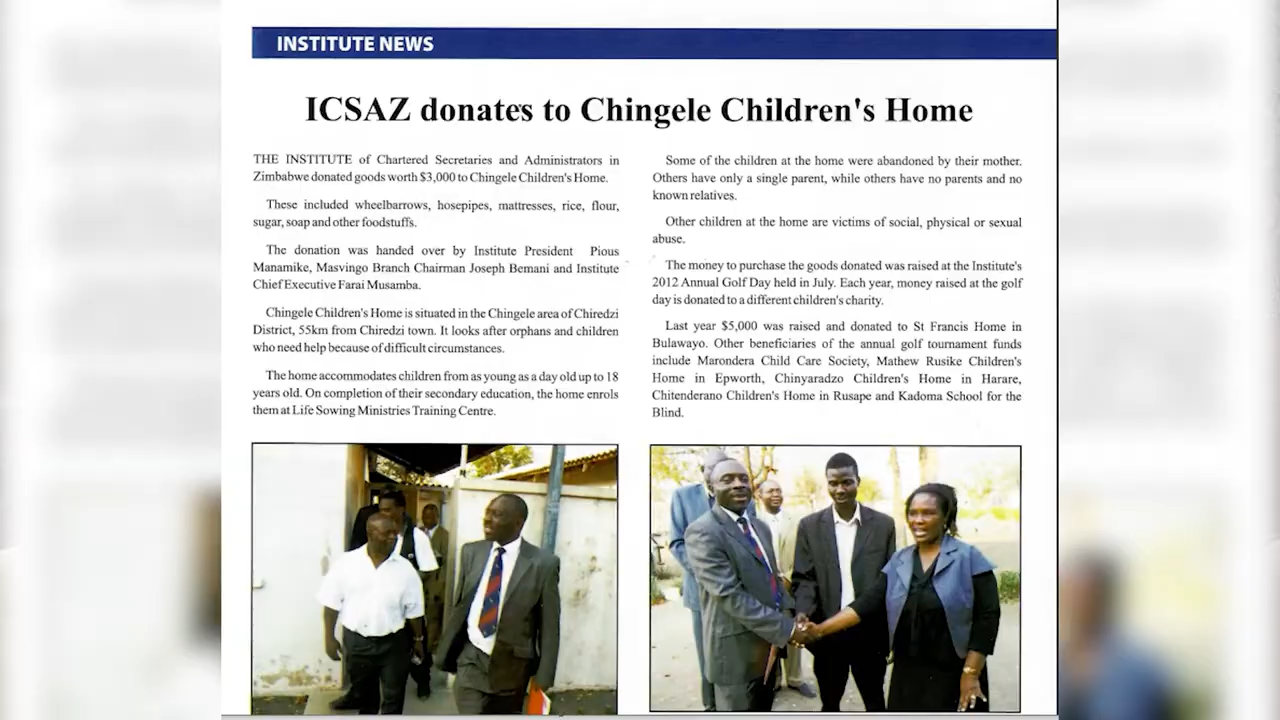 INSTITUTE NEWS
ICSAZ donates to Chingele Children's Home
THE INSTITUTE of Chartered Secretaries and Administrators in
Zimbabwe donated goods worth $3,000 to Chingele Children's Home.
These included wheelbarrows, hosepipes, mattresses, rice, flour,
sugar, soap and other foodstuffs.
The donation was handed over by Institute President Pious
Manamike, Masvingo Branch Chairman Joseph Bemani and Institute
Chief Executive Farai Musamba.
Chingele Children's Home is situated in the Chingele area of Chiredzi
District, 55km from Chiredzi town. It looks after orphans and children
who need help because of difficult circumstances.
The home accommodates children from as young as a day old up to 18
years old. On completion of their secondary education, the home enrols
them at Life Sowing Ministries Training Centre.
Some of the children at the home were abandoned by their mother.
Others have only a single parent, while others have no parents and no
known relatives.
Other children at the home are victims of social, physical or sexual
abuse.
The money to purchase the goods donated was raised at the Institute's
2012 Annual Golf Day held in July. Each year, money raised at the golf
day is donated to a different children's charity.
Last year $5,000 was raised and donated to St Francis Home in
Bulawayo. Other beneficiaries of the annual golf tournament funds
include Marondera Child Care Society, Mathew Rusike Children's
Home in Epworth, Chinyaradzo Children's Home in Harare,
Chitenderano Children's Home in Rusape and Kadoma School for the
Blind.